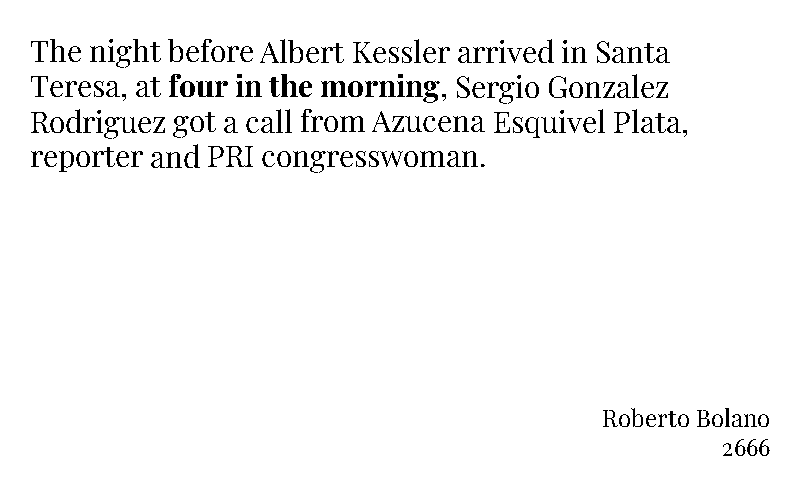 The night before Albert Kessler arrived in Santa
Teresa, at four in the morning, Sergio Gonzalez
Rodriguez got a call from Azucena Esquivel Plata,
reporter and PRI congresswoman.
Roberto Bolano
2666